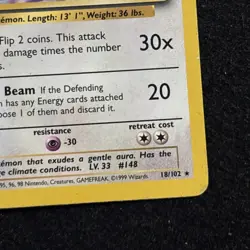 émon. Length: 13' 1", Weight: 36 lbs.
Flip 2 coins. This attack
damage times the number
30x
Beam If the Defending
n has any Energy cards attached
oose 1 of them and discard it.
20
resistance
-30
retreat cost
émon that exudes a gentle aura. Has the
ge climate conditions. LV. 33 #148
95, 96, 98 Nintendo, Creatures, GAMEFREAK. ©1999 Wizards.
18/102 ★